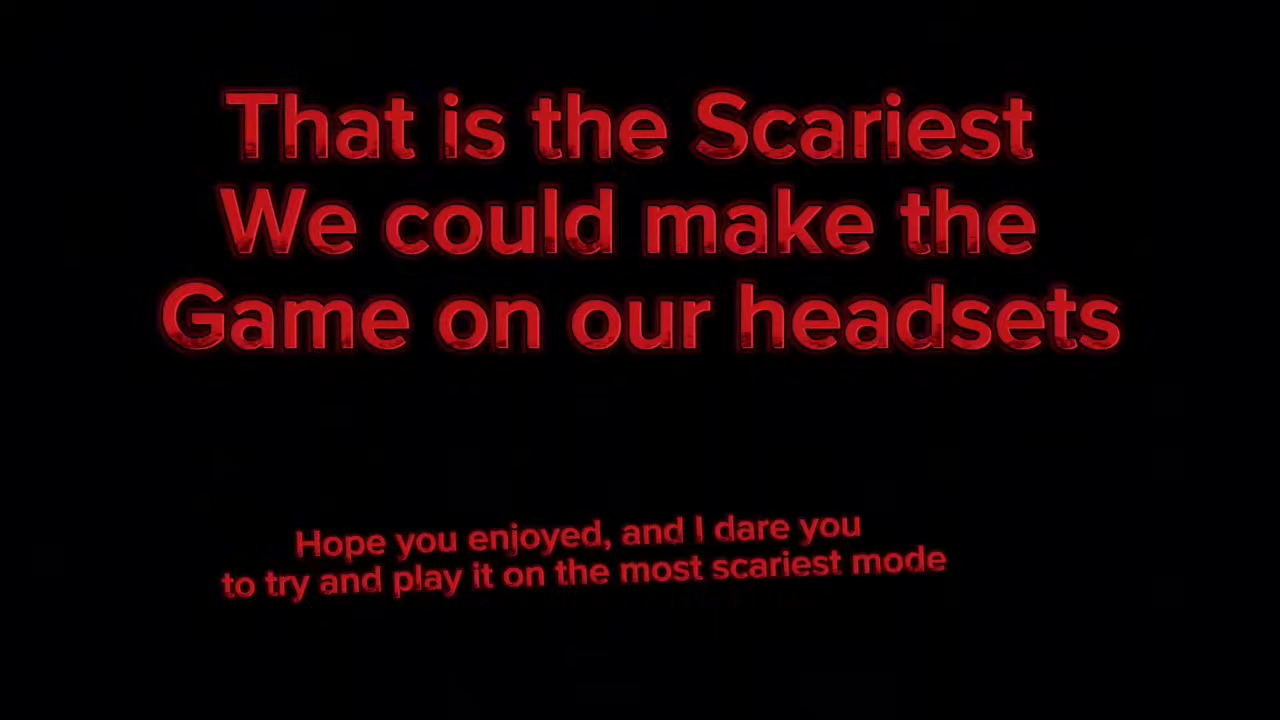 That is the Scariest
We could make the
Game on our headsets
Hope you enjoyed, and I dare you
to try and play it on the most scariest mode